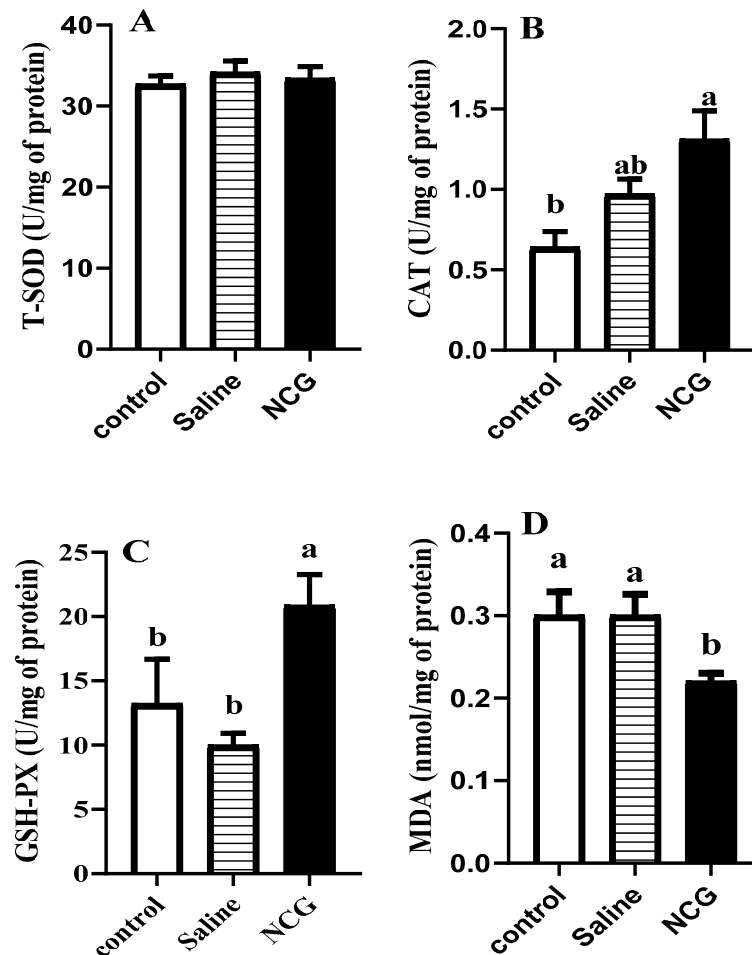 A
T-SOD (U/mg of protein)
40
30
20
10
0
control
Saline
NCG
B
CAT (U/mg of protein)
2.0
1.5
1.0
0.5
0.0
b
ab
a
control
Saline
NCG
C
GSH-PX (U/mg of protein)
25
20
15
10
5
0
b
b
a
control
Saline
NCG
D
MDA (nmol/mg of protein)
0.4
0.3
0.2
0.1
0.0
a
a
b
control
Saline
NCG